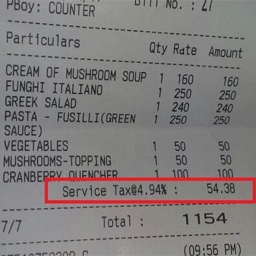 PBoy: COUNTER
Bill No. : 27
Particulars Qty Rate Amount
CREAM OF MUSHROOM SOUP 1 160 160
FUNGHI ITALIANO 1 250 250
GREEK SALAD 1 240 240
PASTA - FUSILLI(GREEN 1 250 250
SAUCE)
VEGETABLES 1 50 50
MUSHROOMS-TOPPING 1 50 50
CRANBERRY QUENCHER 1 100 100
Service Tax@4.94% : 54.38
7/7 Total : 1154
(09:56 PM)